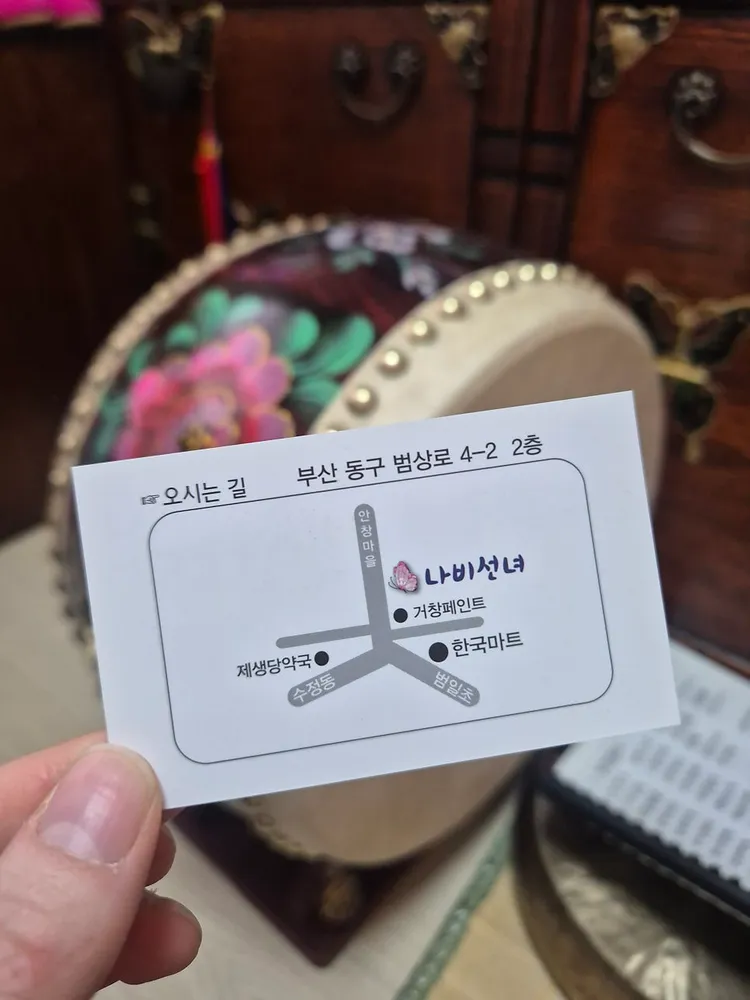 ☞오시는 길 부산 동구 범상로 4-2 2층
안창마을
나비선녀
거창페인트
제생당약국 한국마트
수정동 범일초